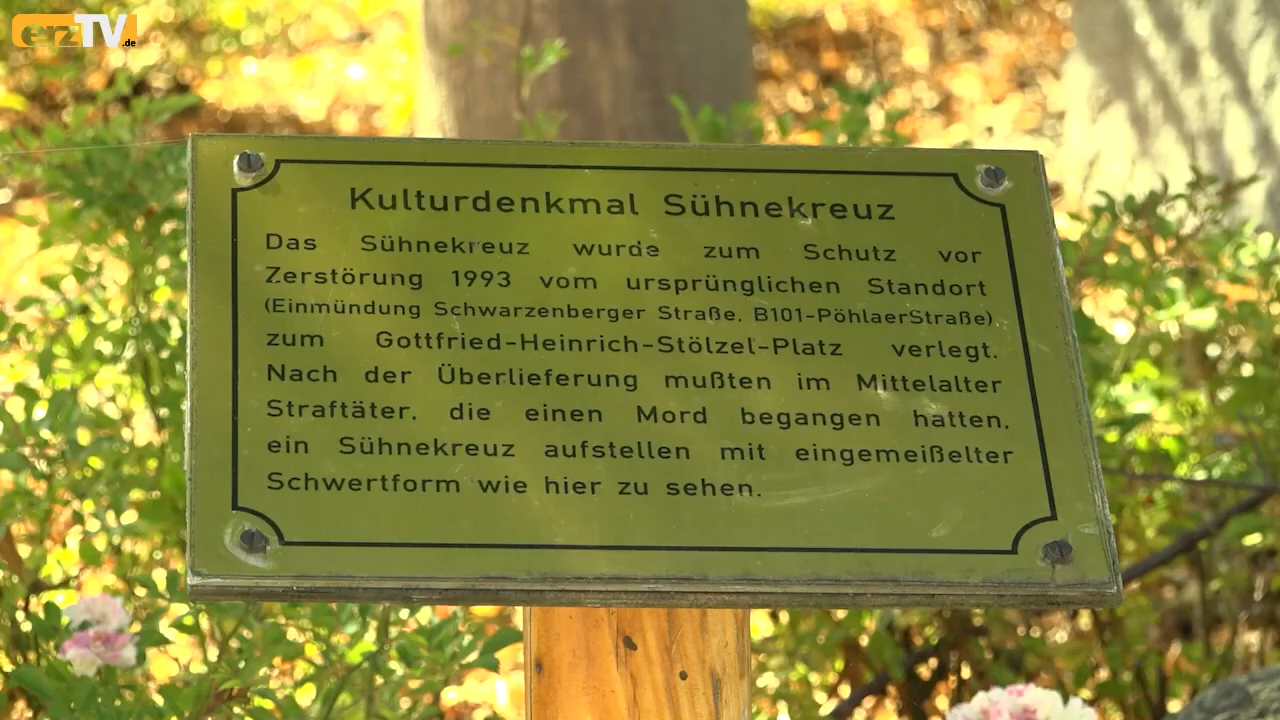 erzTV.de
Kulturdenkmal Sühnekreuz
Das Sühnekreuz wurde zum Schutz vor
Zerstörung 1993 vom ursprünglichen Standort
(Einmündung Schwarzenberger Straße, B101-PöhlaerStraße)
zum Gottfried-Heinrich-Stölzel-Platz verlegt.
Nach der Überlieferung mußten im Mittelalter
Straftäter, die einen Mord begangen hatten,
ein Sühnekreuz aufstellen mit eingemeißelter
Schwertform wie hier zu sehen.